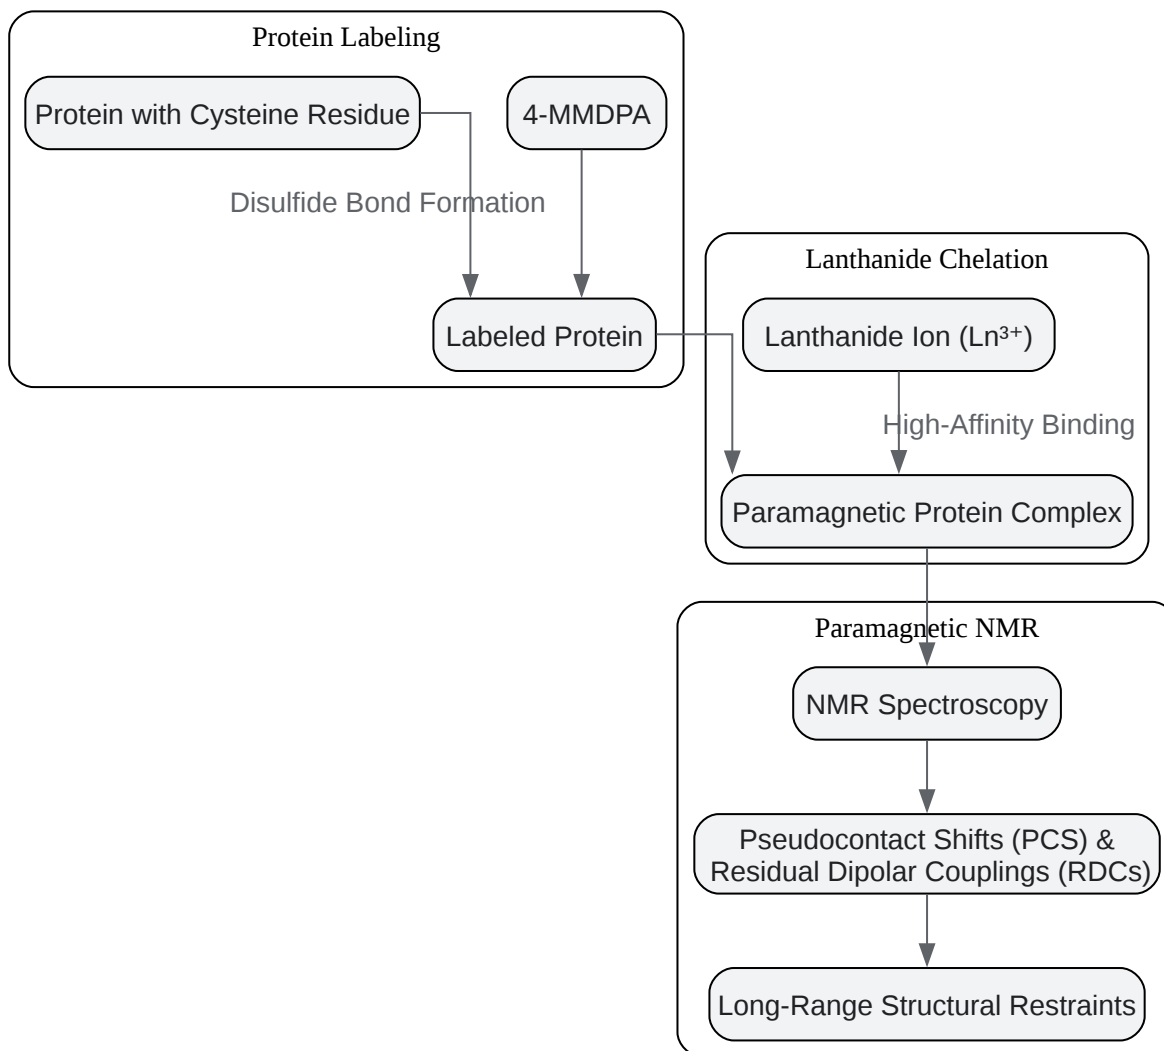 Protein Labeling
Protein with Cysteine Residue
4-MMDPA
Disulfide Bond Formation
Labeled Protein
Lanthanide Chelation
Lanthanide Ion (Ln³⁺)
High-Affinity Binding
Paramagnetic Protein Complex
Paramagnetic NMR
NMR Spectroscopy
Pseudocontact Shifts (PCS) &
Residual Dipolar Couplings (RDCs)
Long-Range Structural Restraints